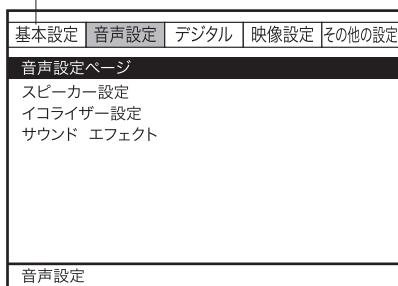 基本設定 音声設定 デジタル 映像設定 その他の設定
音声設定ページ
スピーカー設定
イコライザー設定
サウンド エフェクト
音声設定